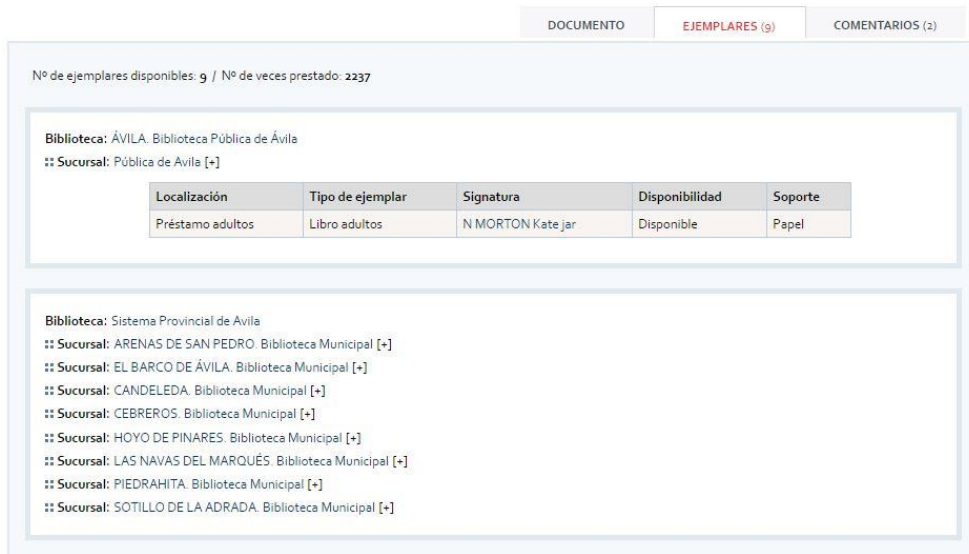 DOCUMENTO EJEMPLARES (9) COMENTARIOS (2)
Nº de ejemplares disponibles: 9 / Nº de veces prestado: 2237
Biblioteca: ÁVILA. Biblioteca Pública de Ávila
Sucursal: Pública de Avila [+]
Localización Tipo de ejemplar Signatura Disponibilidad Soporte
Préstamo adultos Libro adultos N MORTON Kate jar Disponible Papel
Biblioteca: Sistema Provincial de Avila
Sucursal: ARENAS DE SAN PEDRO. Biblioteca Municipal [+]
Sucursal: EL BARCO DE ÁVILA. Biblioteca Municipal [+]
Sucursal: CANDELEDA. Biblioteca Municipal [+]
Sucursal: CEBREROS. Biblioteca Municipal [+]
Sucursal: HOYO DE PINARES. Biblioteca Municipal [+]
Sucursal: LAS NAVAS DEL MARQUÉS. Biblioteca Municipal [+]
Sucursal: PIEDRAHITA. Biblioteca Municipal [+]
Sucursal: SOTILLO DE LA ADRADA. Biblioteca Municipal [+]